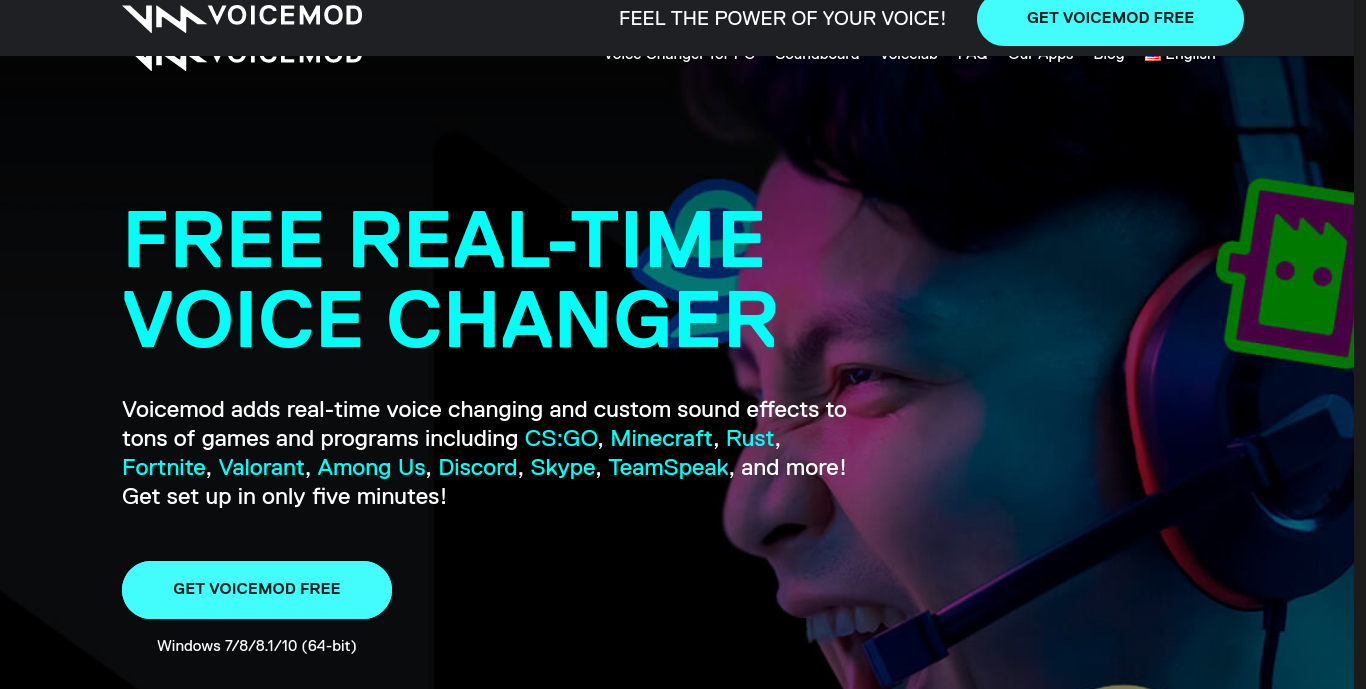 VOICEMOD
FEEL THE POWER OF YOUR VOICE!
GET VOICEMOD FREE
VOICEMOD
Voice Changer for PC Soundboard Voicelab FAQ Our Apps Blog English
FREE REAL-TIME
VOICE CHANGER
Voicemod adds real-time voice changing and custom sound effects to
tons of games and programs including CS:GO, Minecraft, Rust,
Fortnite, Valorant, Among Us, Discord, Skype, TeamSpeak, and more!
Get set up in only five minutes!
GET VOICEMOD FREE
Windows 7/8/8.1/10 (64-bit)